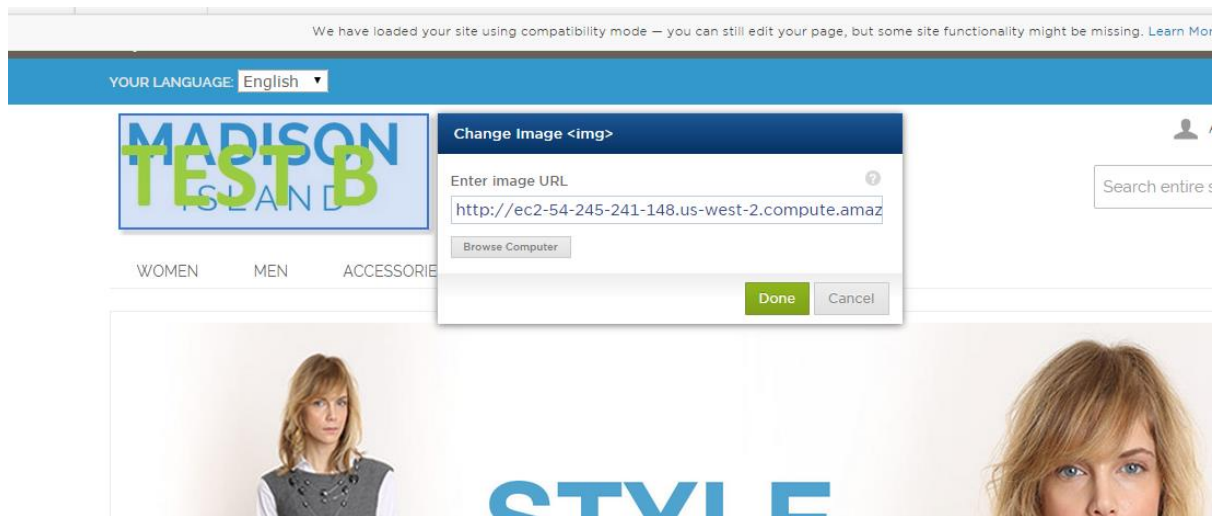 We have loaded your site using compatibility mode — you can still edit your page, but some site functionality might be missing. Learn Mor
YOUR LANGUAGE: English
MADISON
TEST B
ISLAND
Change Image <img>
Enter image URL
http://ec2-54-245-241-148.us-west-2.compute.amaz
Browse Computer
Done Cancel
Search entire s
WOMEN MEN ACCESSORIE
STYLE